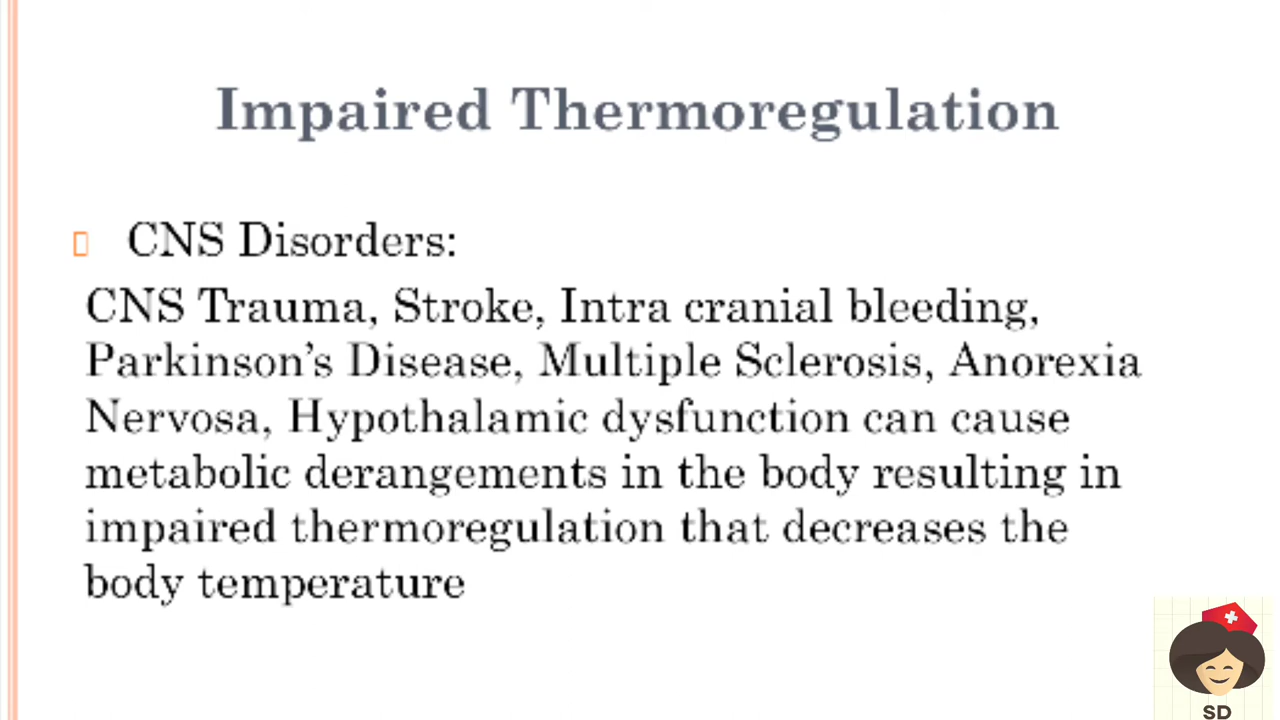 Impaired Thermoregulation
CNS Disorders:
CNS Trauma, Stroke, Intra cranial bleeding,
Parkinson’s Disease, Multiple Sclerosis, Anorexia
Nervosa, Hypothalamic dysfunction can cause
metabolic derangements in the body resulting in
impaired thermoregulation that decreases the
body temperature
SD